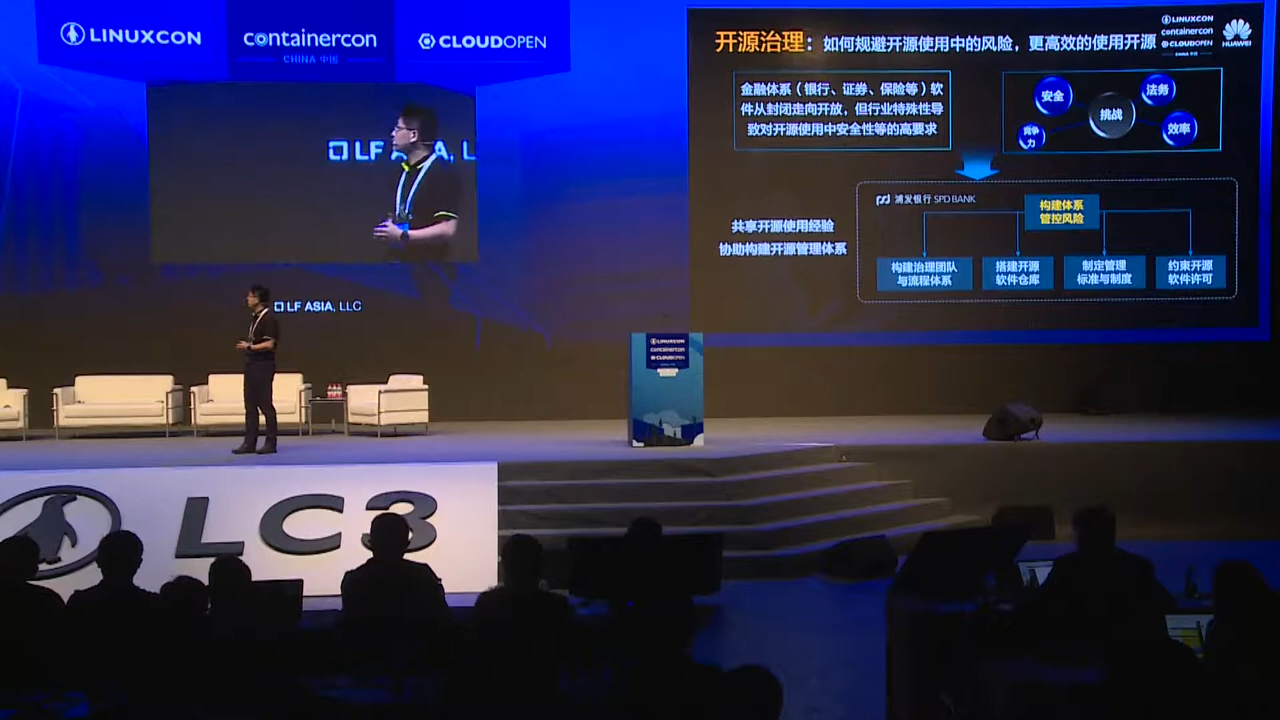 LINUXCON
containercon
CHINA 中国
CLOUDOPEN
LF ASIA, L
LF ASIA, LLC
开源治理：如何规避开源使用中的风险，更高效的使用开源
LINUXCON
containercon
CLOUDOPEN
CHINA 中国
HUAWEI
金融体系（银行、证券、保险等）软
件从封闭走向开放，但行业特殊性导
致对开源使用中安全性等的高要求
安全
法务
挑战
竞争
力
效率
浦发银行 SPD BANK
构建体系
管控风险
共享开源使用经验
协助构建开源管理体系
构建治理团队
与流程体系
搭建开源
软件仓库
制定管理
标准与制度
约束开源
软件许可
LINUXCON
containercon
CLOUDOPEN
LC3